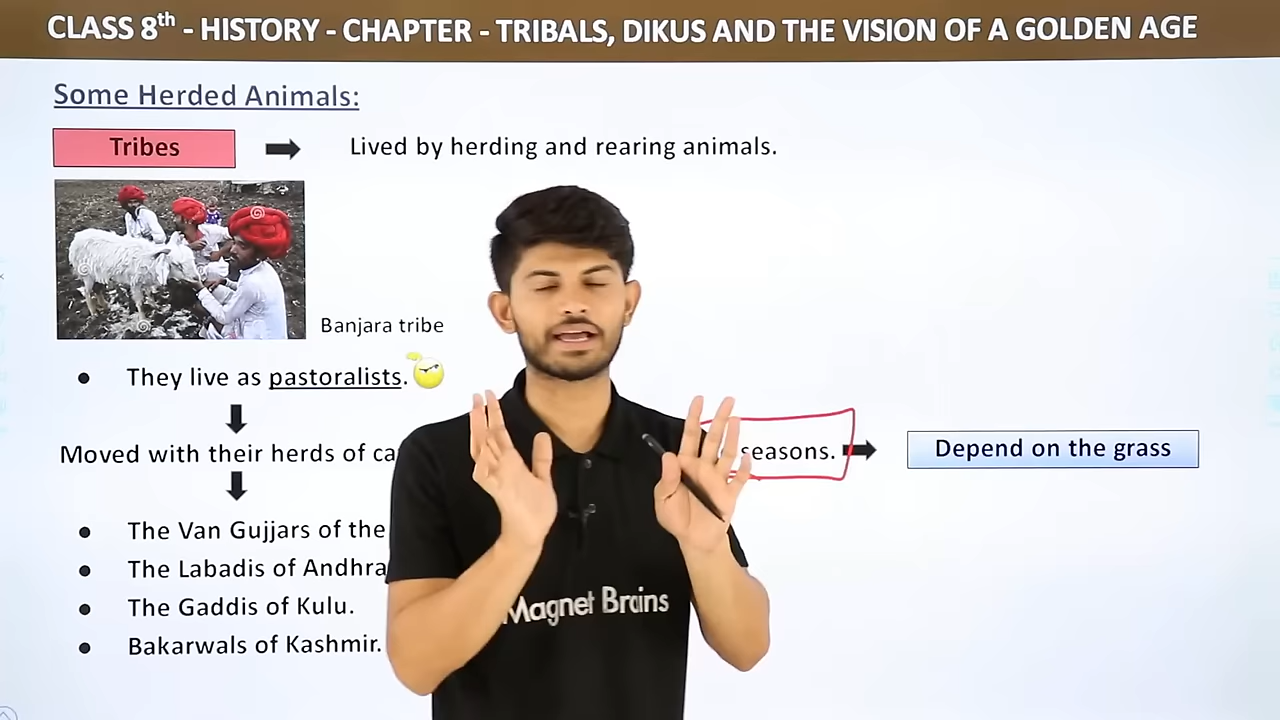 CLASS 8th - HISTORY - CHAPTER - TRIBALS, DIKUS AND THE VISION OF A GOLDEN AGE
Some Herded Animals:
Tribes
Lived by herding and rearing animals.
Banjara tribe
• They live as pastoralists.
Moved with their herds of ca
seasons.
Depend on the grass
• The Van Gujjars of the
• The Labadis of Andhra
• The Gaddis of Kulu.
• Bakarwals of Kashmir.
Magnet Brains